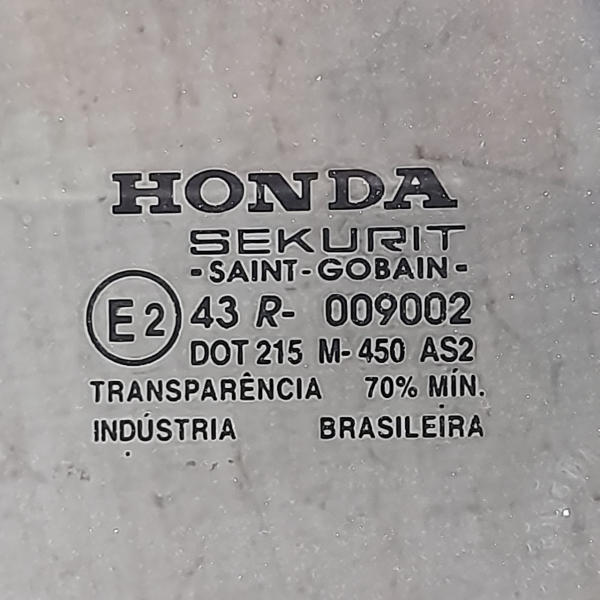 HONDA
SEKURIT
-SAINT-GOBAIN-
E2 43 R- 009002
DOT 215 M-450 AS2
TRANSPARÊNCIA 70% MÍN.
INDÚSTRIA BRASILEIRA